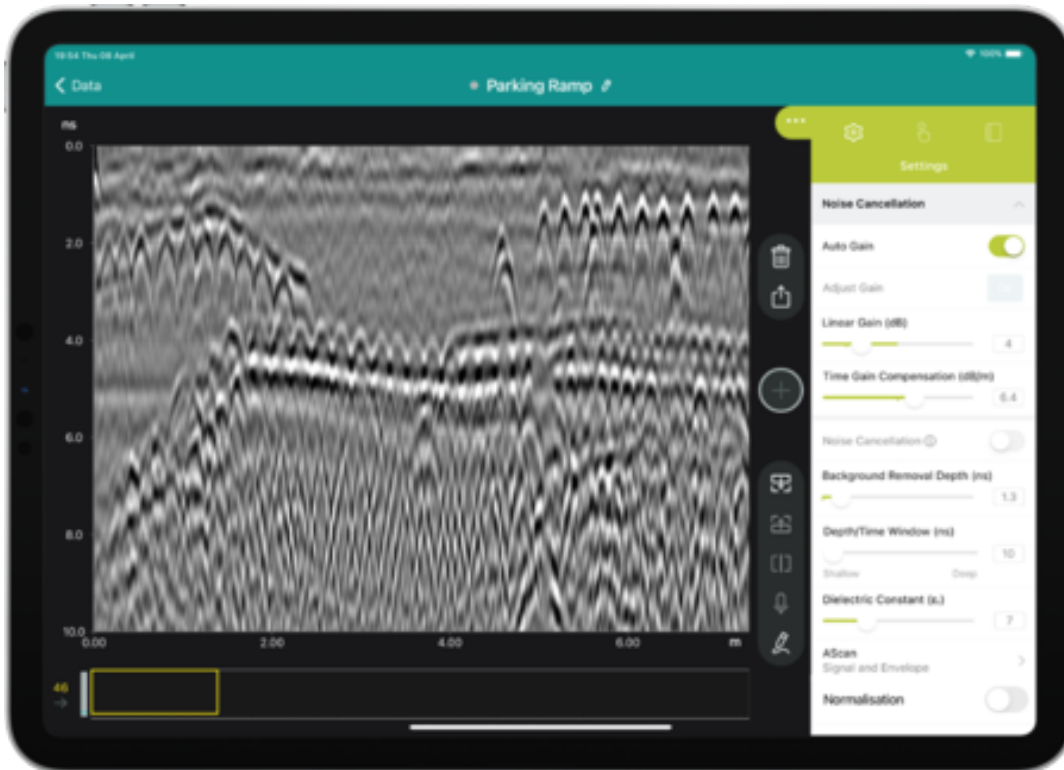 19:54 Thu 08 April
100%
Data
Parking Ramp
ns
0.0
2.0
4.0
6.0
8.0
10.0
0.00
2.00
4.00
6.00
m
46
Settings
Noise Cancellation
Auto Gain
Adjust Gain
Linear Gain (dB)
4
Time Gain Compensation (dB/m)
6.4
Noise Cancellation
Background Removal Depth (ns)
1.3
Depth/Time Window (ns)
10
Shallow Deep
Dielectric Constant (εᵣ)
7
AScan
Signal and Envelope
Normalisation